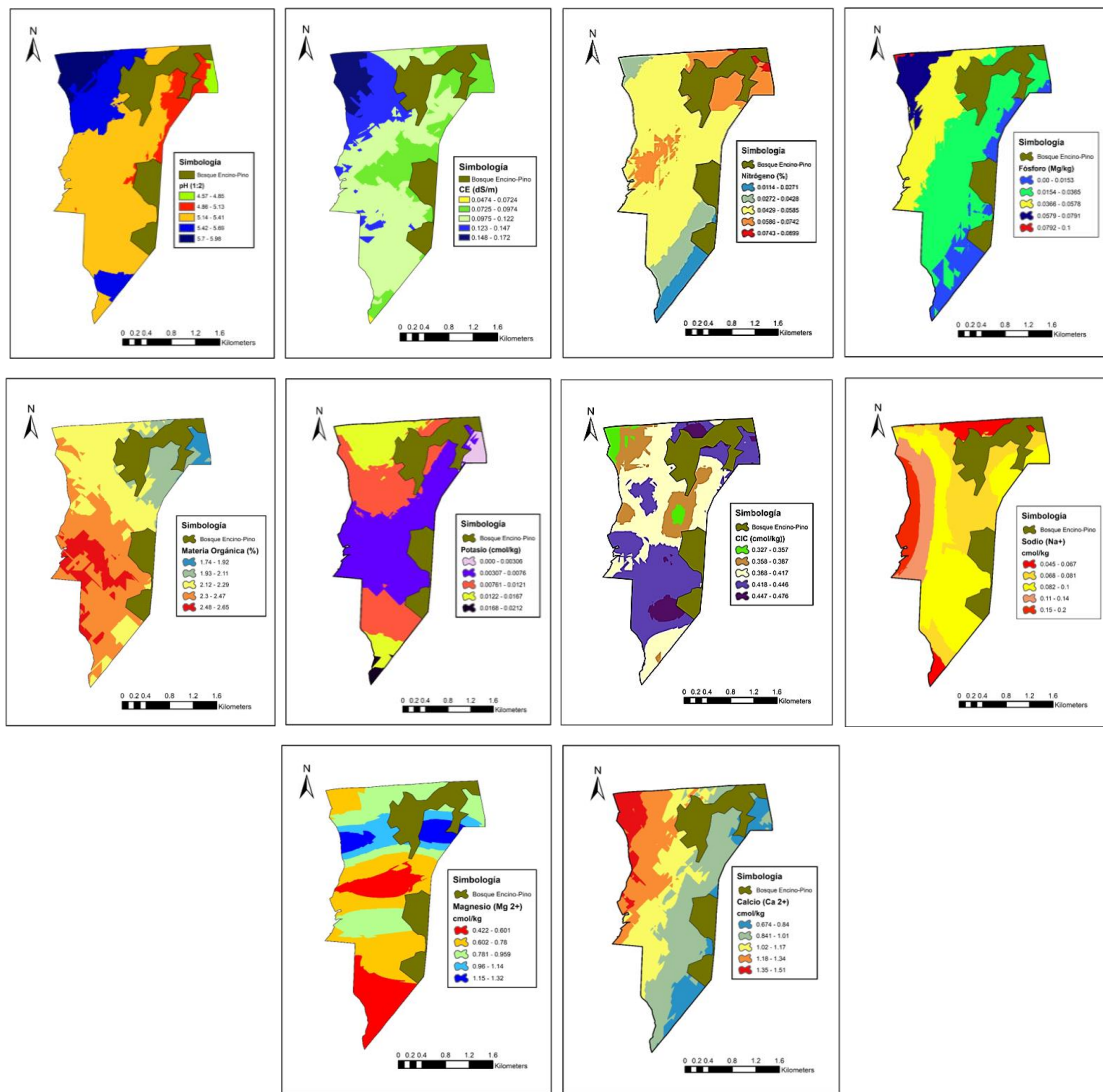 N
Simbología
Bosque Encino-Pino
pH (1:2)
4.57 - 4.85
4.86 - 5.13
5.14 - 5.41
5.42 - 5.69
5.7 - 5.98
0 0.2 0.4 0.8 1.2 1.6
Kilometers
N
Simbología
Bosque Encino-Pino
CE (dS/m)
0.0474 - 0.0724
0.0725 - 0.0974
0.0975 - 0.122
0.123 - 0.147
0.148 - 0.172
0 0.2 0.4 0.8 1.2 1.6
Kilometers
N
Simbología
Bosque Encino-Pino
Nitrógeno (%)
0.0114 - 0.0271
0.0272 - 0.0428
0.0429 - 0.0585
0.0586 - 0.0742
0.0743 - 0.0899
0 0.2 0.4 0.8 1.2 1.6
Kilometers
N
Simbología
Bosque Encino-Pino
Fósforo (Mg/kg)
0.00 - 0.0153
0.0154 - 0.0365
0.0366 - 0.0578
0.0579 - 0.0791
0.0792 - 0.1
0 0.2 0.4 0.8 1.2 1.6
Kilometers
N
Simbología
Bosque Encino-Pino
Materia Orgánica (%)
1.74 - 1.92
1.93 - 2.11
2.12 - 2.29
2.3 - 2.47
2.48 - 2.65
0 0.2 0.4 0.8 1.2 1.6
Kilometers
N
Simbología
Bosque Encino-Pino
Potasio (cmol/kg)
0.000 - 0.00306
0.00307 - 0.0076
0.00761 - 0.0121
0.0122 - 0.0167
0.0168 - 0.0212
0 0.2 0.4 0.8 1.2 1.6
Kilometers
N
Simbología
Bosque Encino-Pino
CIC (cmol/kg))
0.327 - 0.357
0.358 - 0.387
0.388 - 0.417
0.418 - 0.446
0.447 - 0.476
0 0.2 0.4 0.8 1.2 1.6
Kilometers
N
Simbología
Bosque Encino-Pino
Sodio (Na+)
cmol/kg
0.045 - 0.067
0.068 - 0.081
0.082 - 0.1
0.11 - 0.14
0.15 - 0.2
0 0.2 0.4 0.8 1.2 1.6
Kilometers
N
Simbología
Bosque Encino-Pino
Magnesio (Mg 2+)
cmol/kg
0.422 - 0.601
0.602 - 0.78
0.781 - 0.959
0.96 - 1.14
1.15 - 1.32
0 0.2 0.4 0.8 1.2 1.6
Kilometers
N
Simbología
Bosque Encino-Pino
Calcio (Ca 2+)
cmol/kg
0.674 - 0.84
0.841 - 1.01
1.02 - 1.17
1.18 - 1.34
1.35 - 1.51
0 0.2 0.4 0.8 1.2 1.6
Kilometers